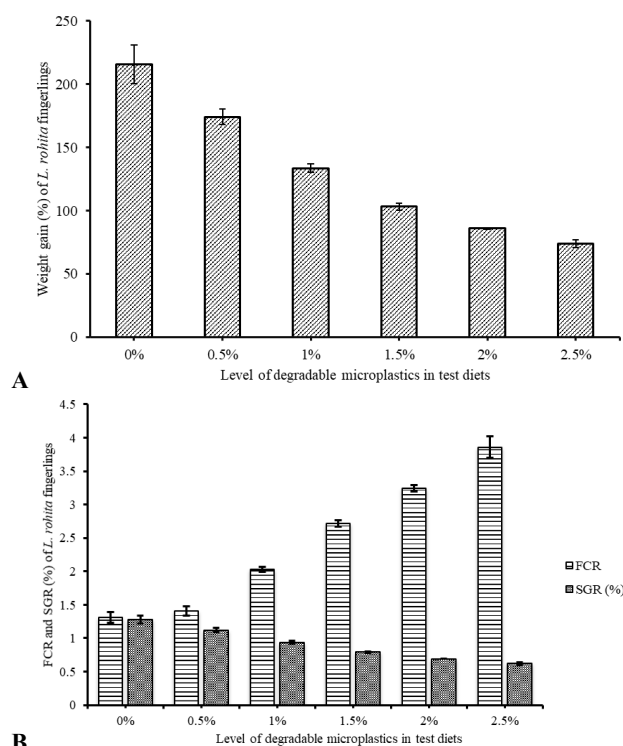 250
200
150
100
50
0
Weight gain (%) of L. rohita fingerlings
0% 0.5% 1% 1.5% 2% 2.5%
Level of degradable microplastics in test diets
A
4.5
4
3.5
3
2.5
2
1.5
1
0.5
0
FCR and SGR (%) of L. rohita fingerlings
FCR
SGR (%)
0% 0.5% 1% 1.5% 2% 2.5%
Level of degradable microplastics in test diets
B